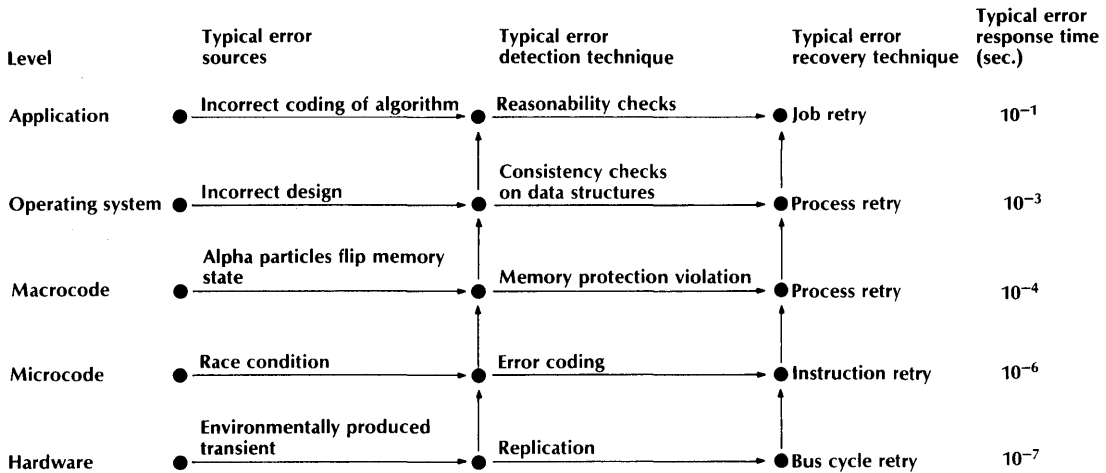 Level
Typical error
sources
Typical error
detection technique
Typical error
recovery technique
Typical error
response time
(sec.)
Application
Incorrect coding of algorithm
Reasonability checks
Job retry
10⁻¹
Operating system
Incorrect design
Consistency checks
on data structures
Process retry
10⁻³
Macrocode
Alpha particles flip memory
state
Memory protection violation
Process retry
10⁻⁴
Microcode
Race condition
Error coding
Instruction retry
10⁻⁶
Hardware
Environmentally produced
transient
Replication
Bus cycle retry
10⁻⁷